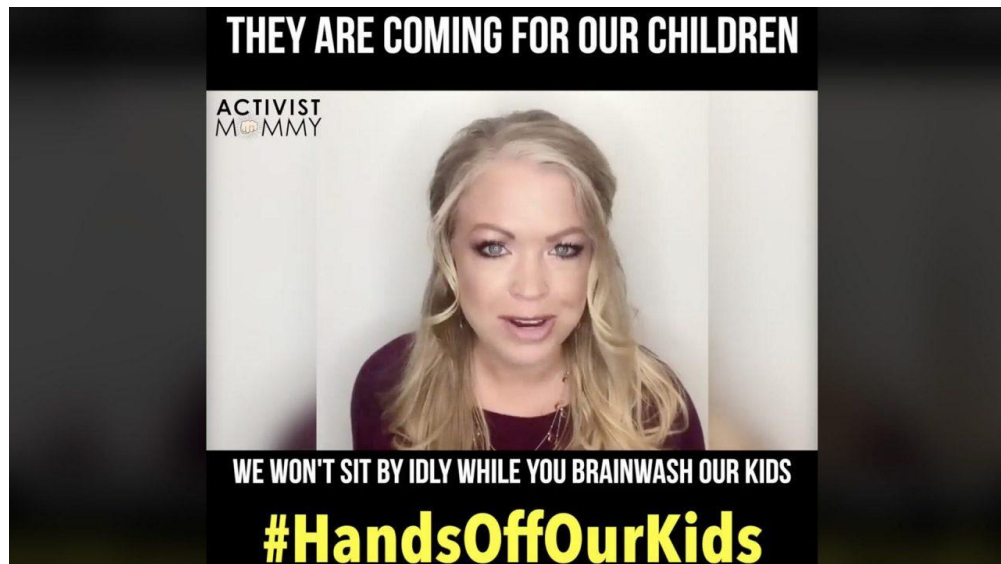 THEY ARE COMING FOR OUR CHILDREN
ACTIVIST
MOMMY
WE WON'T SIT BY IDLY WHILE YOU BRAINWASH OUR KIDS
#HandsOffOurKids